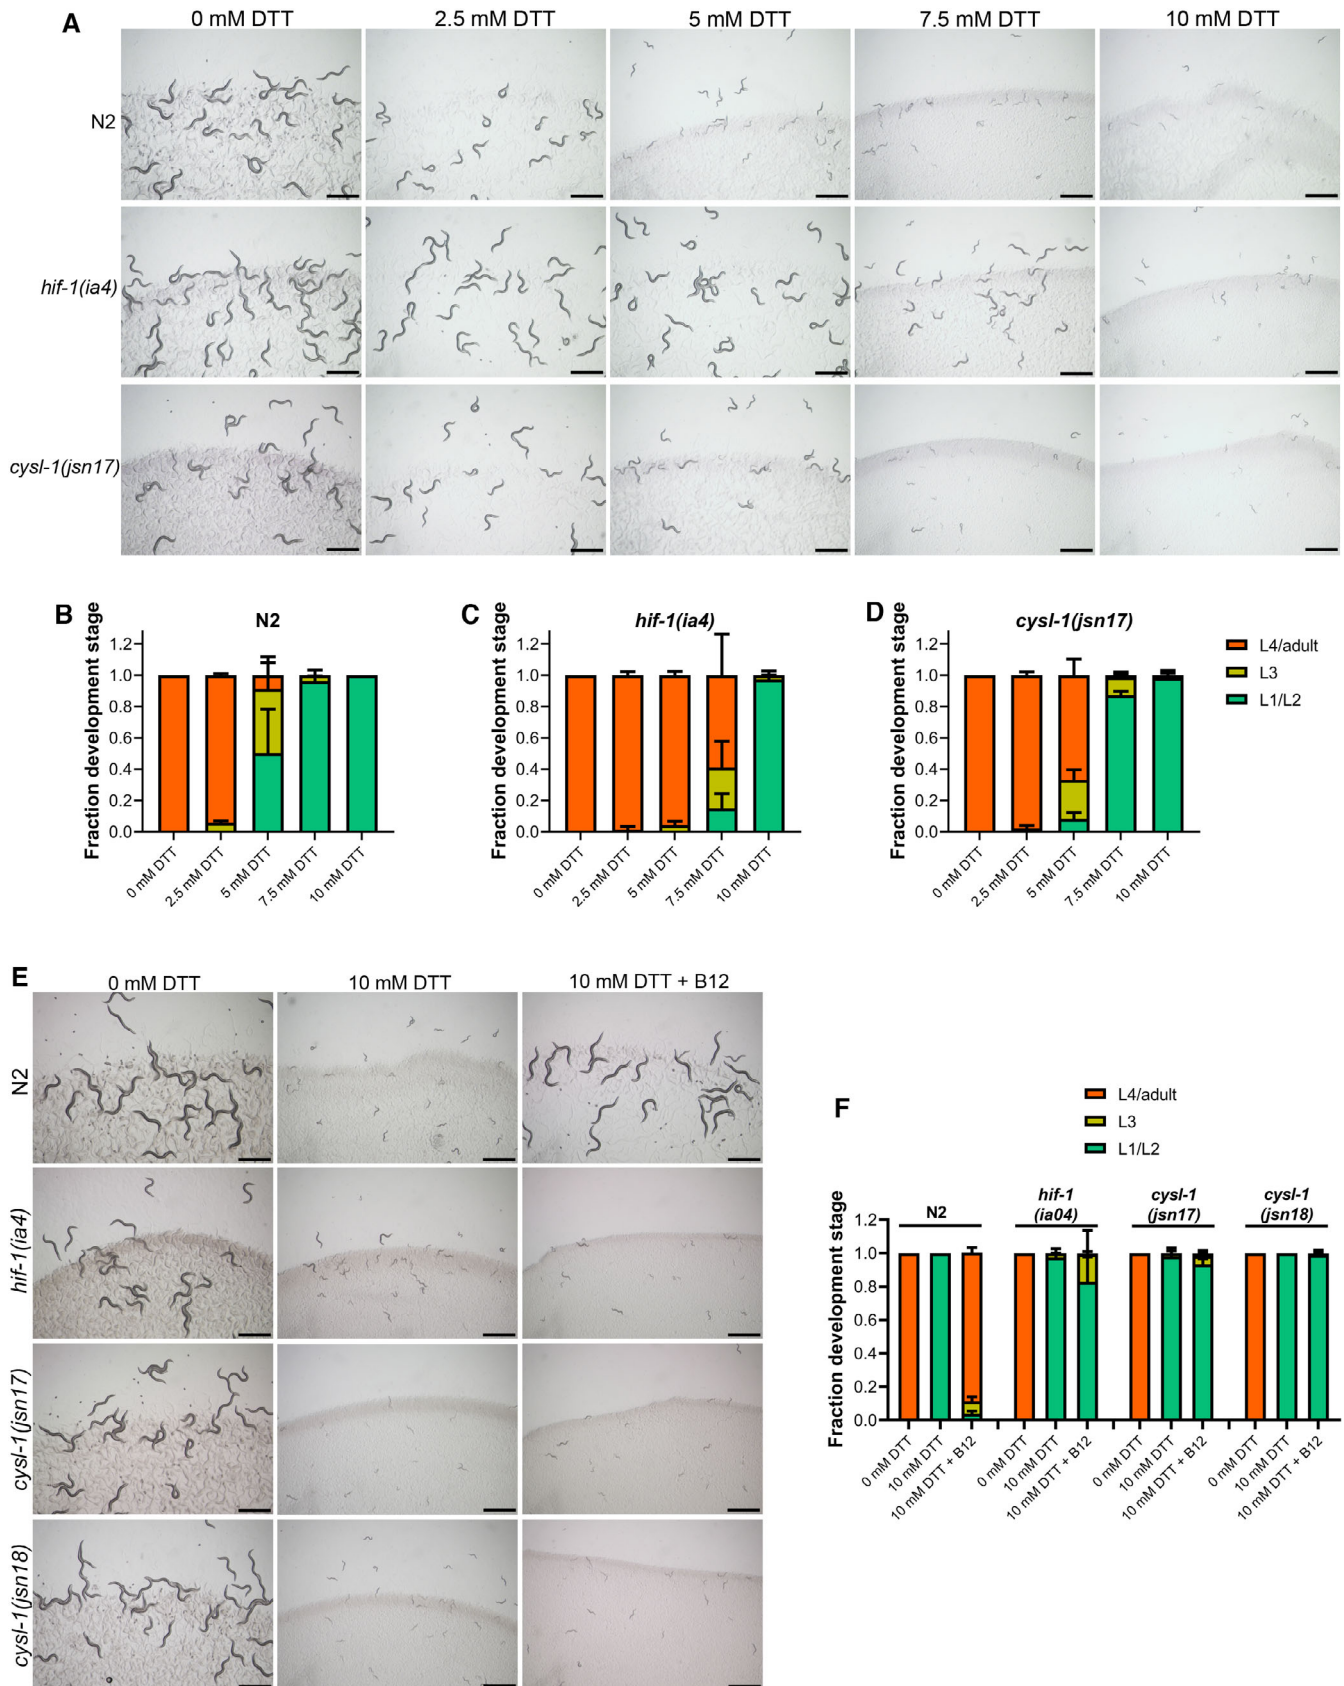 A
0 mM DTT 2.5 mM DTT 5 mM DTT 7.5 mM DTT 10 mM DTT
N2
hif-1(ia4)
cysl-1(jsn17)
B
N2
Fraction development stage
1.2
1.0
0.8
0.6
0.4
0.2
0.0
0 mM DTT
2.5 mM DTT
5 mM DTT
7.5 mM DTT
10 mM DTT
C
hif-1(ia4)
Fraction development stage
1.2
1.0
0.8
0.6
0.4
0.2
0.0
0 mM DTT
2.5 mM DTT
5 mM DTT
7.5 mM DTT
10 mM DTT
D
cysl-1(jsn17)
Fraction development stage
1.2
1.0
0.8
0.6
0.4
0.2
0.0
0 mM DTT
2.5 mM DTT
5 mM DTT
7.5 mM DTT
10 mM DTT
L4/adult
L3
L1/L2
E
0 mM DTT 10 mM DTT 10 mM DTT + B12
N2
hif-1(ia4)
cysl-1(jsn17)
cysl-1(jsn18)
F
L4/adult
L3
L1/L2
Fraction development stage
1.2
1.0
0.8
0.6
0.4
0.2
0.0
N2
hif-1
(ia04)
cysl-1
(jsn17)
cysl-1
(jsn18)
0 mM DTT
10 mM DTT
10 mM DTT + B12
0 mM DTT
10 mM DTT
10 mM DTT + B12
0 mM DTT
10 mM DTT
10 mM DTT + B12
0 mM DTT
10 mM DTT
10 mM DTT + B12